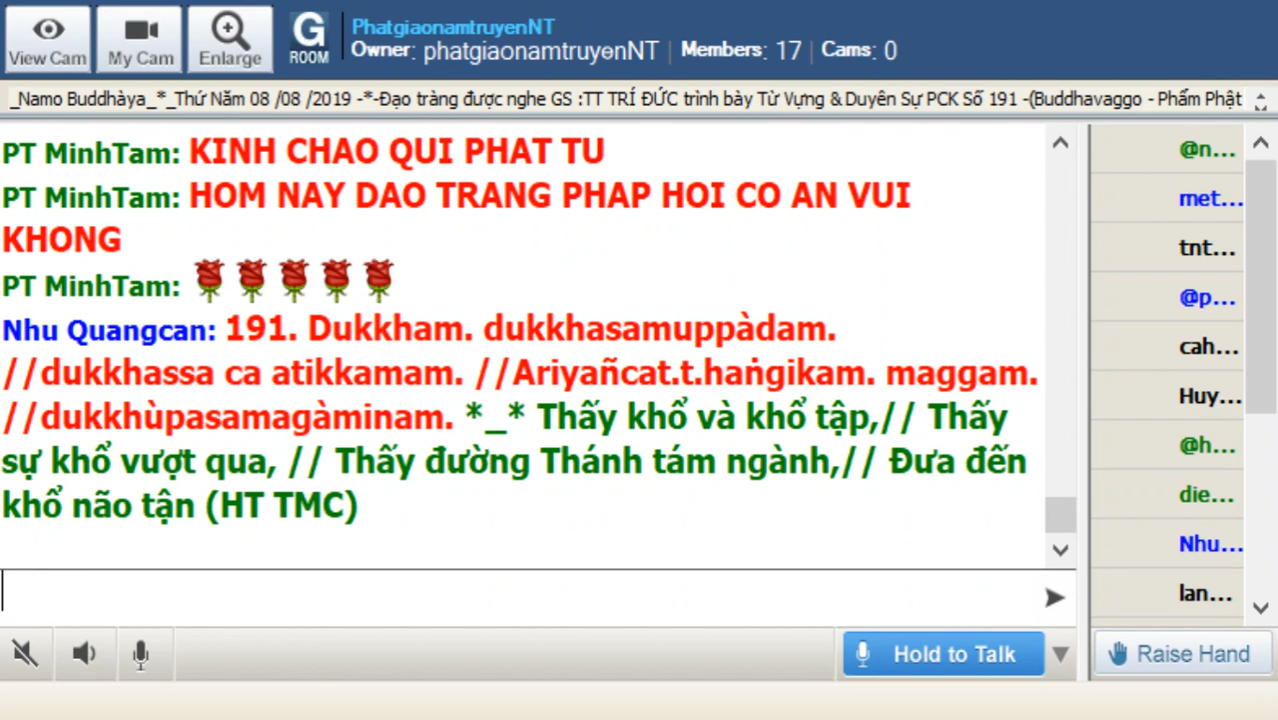 View Cam
My Cam
Enlarge
G
ROOM
PhatgiaonamtruyenNT
Owner: phatgiaonamtruyenNT | Members: 17 | Cams: 0
_Namo Buddhàya_*_Thứ Năm 08 /08 /2019 -*-Đạo tràng được nghe GS :TT TRÍ ĐỨC trình bày Từ Vựng & Duyên Sự PCK Số 191 -(Buddhavaggo - Phẩm Phật
PT MinhTam: KINH CHAO QUI PHAT TU
PT MinhTam: HOM NAY DAO TRANG PHAP HOI CO AN VUI
KHONG
PT MinhTam:
Nhu Quangcan: 191. Dukkham. dukkhasamuppàdam.
//dukkhassa ca atikkamam. //Ariyañcat.t.haṅgikam. maggam.
//dukkhùpasamagàminam. *_* Thấy khổ và khổ tập,// Thấy
sự khổ vượt qua, // Thấy đường Thánh tám ngành,// Đưa đến
khổ não tận (HT TMC)
@n...
met...
tnt...
@p...
cah...
Huy...
@h...
die...
Nhu...
lan...
Hold to Talk
Raise Hand